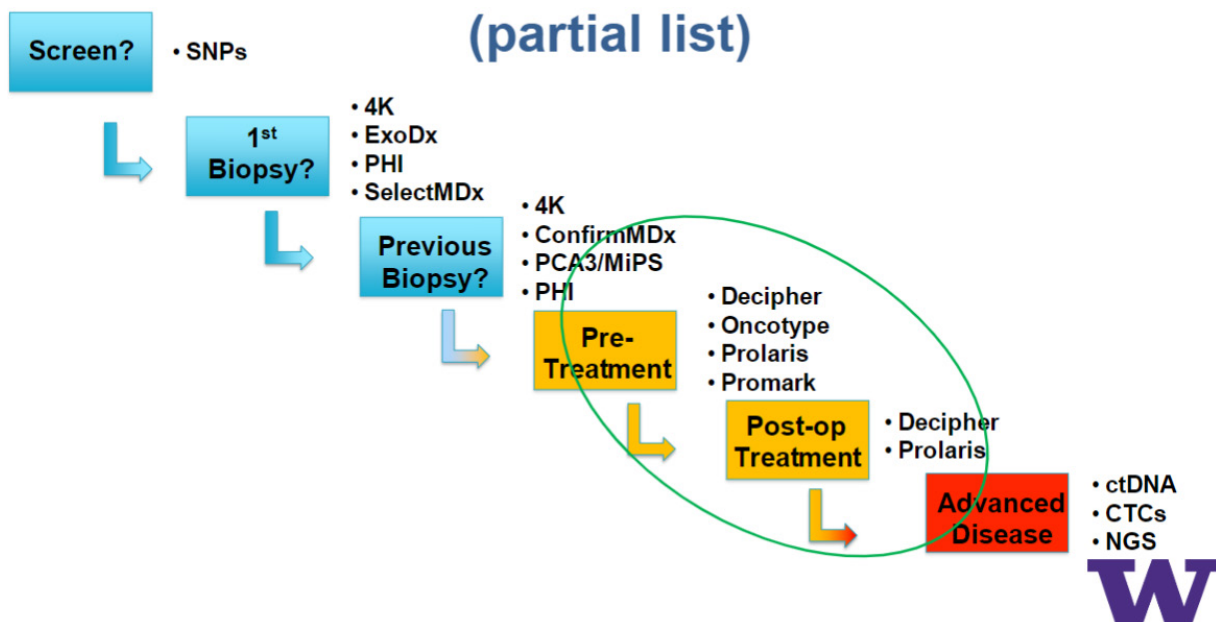 (partial list)
Screen?
• SNPs
1st
Biopsy?
• 4K
• ExoDx
• PHI
• SelectMDx
Previous
Biopsy?
• 4K
• ConfirmMDx
• PCA3/MiPS
• PHI
Pre-
Treatment
• Decipher
• Oncotype
• Prolaris
• Promark
Post-op
Treatment
• Decipher
• Prolaris
Advanced
Disease
• ctDNA
• CTCs
• NGS
W